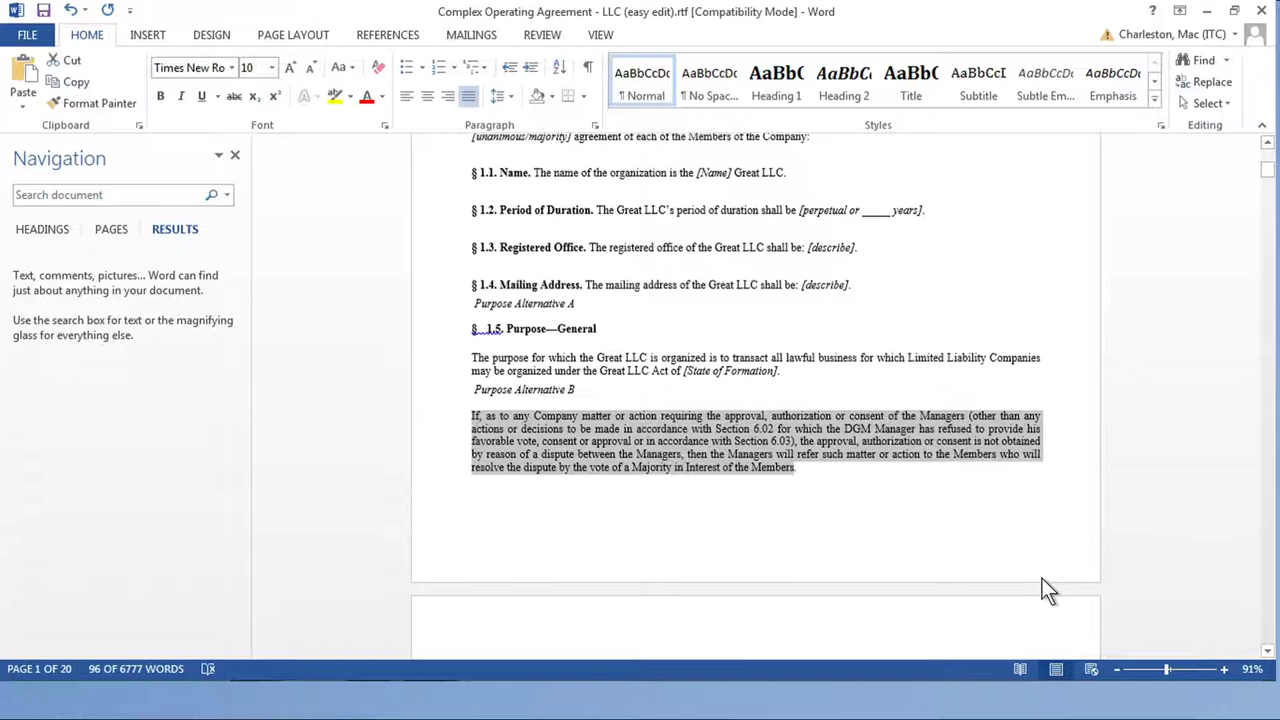 Complex Operating Agreement - LLC (easy edit).rtf [Compatibility Mode] - Word
FILE HOME INSERT DESIGN PAGE LAYOUT REFERENCES MAILINGS REVIEW VIEW Charleston, Mac (ITC)
Paste
Cut
Copy
Format Painter
Clipboard
Times New Ro 10
Font
Paragraph
AaBbCcDc AaBbCcDc AaBb( AaBbC AaBbC AaBbCcI AaBbCcDc AaBbCcDc
¶ Normal ¶ No Spac... Heading 1 Heading 2 Title Subtitle Subtle Em... Emphasis
Styles
Find
Replace
Select
Editing
Navigation
Search document
HEADINGS PAGES RESULTS
Text, comments, pictures... Word can find
just about anything in your document.
Use the search box for text or the magnifying
glass for everything else.
[unanimous/majority] agreement of each of the Members of the Company:
§ 1.1. Name. The name of the organization is the [Name] Great LLC.
§ 1.2. Period of Duration. The Great LLC's period of duration shall be [perpetual or _____ years].
§ 1.3. Registered Office. The registered office of the Great LLC shall be: [describe].
§ 1.4. Mailing Address. The mailing address of the Great LLC shall be: [describe].
Purpose Alternative A
§ 1.5. Purpose—General
The purpose for which the Great LLC is organized is to transact all lawful business for which Limited Liability Companies
may be organized under the Great LLC Act of [State of Formation].
Purpose Alternative B
If, as to any Company matter or action requiring the approval, authorization or consent of the Managers (other than any
actions or decisions to be made in accordance with Section 6.02 for which the DGM Manager has refused to provide his
favorable vote, consent or approval or in accordance with Section 6.03), the approval, authorization or consent is not obtained
by reason of a dispute between the Managers, then the Managers will refer such matter or action to the Members who will
resolve the dispute by the vote of a Majority in Interest of the Members.
PAGE 1 OF 20 96 OF 6777 WORDS 91%